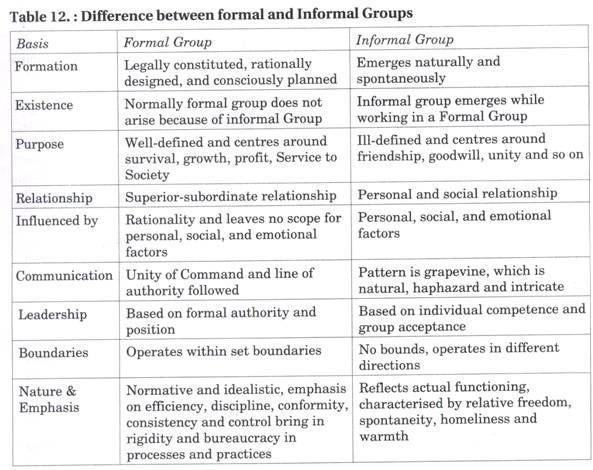 Table 12. : Difference between formal and Informal Groups
Basis Formal Group Informal Group
Formation Legally constituted, rationally designed, and consciously planned Emerges naturally and spontaneously
Existence Normally formal group does not arise because of informal Group Informal group emerges while working in a Formal Group
Purpose Well-defined and centres around survival, growth, profit, Service to Society Ill-defined and centres around friendship, goodwill, unity and so on
Relationship Superior-subordinate relationship Personal and social relationship
Influenced by Rationality and leaves no scope for personal, social, and emotional factors Personal, social, and emotional factors
Communication Unity of Command and line of authority followed Pattern is grapevine, which is natural, haphazard and intricate
Leadership Based on formal authority and position Based on individual competence and group acceptance
Boundaries Operates within set boundaries No bounds, operates in different directions
Nature & Emphasis Normative and idealistic, emphasis on efficiency, discipline, conformity, consistency and control bring in rigidity and bureaucracy in processes and practices Reflects actual functioning, characterised by relative freedom, spontaneity, homeliness and warmth